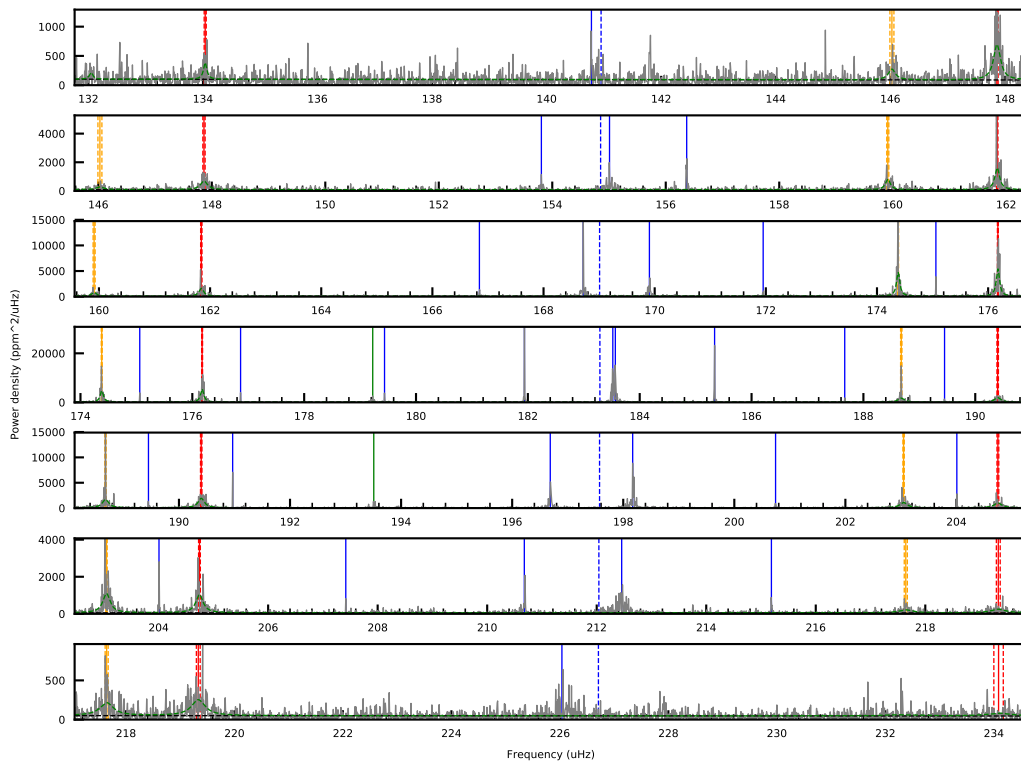 1000
500
0
132 134 136 138 140 142 144 146 148
4000
2000
0
146 148 150 152 154 156 158 160 162
15000
10000
5000
0
160 162 164 166 168 170 172 174 176
Power density (ppm^2/uHz)
20000
0
174 176 178 180 182 184 186 188 190
15000
10000
5000
0
190 192 194 196 198 200 202 204
4000
2000
0
204 206 208 210 212 214 216 218
500
0
218 220 222 224 226 228 230 232 234
Frequency (uHz)